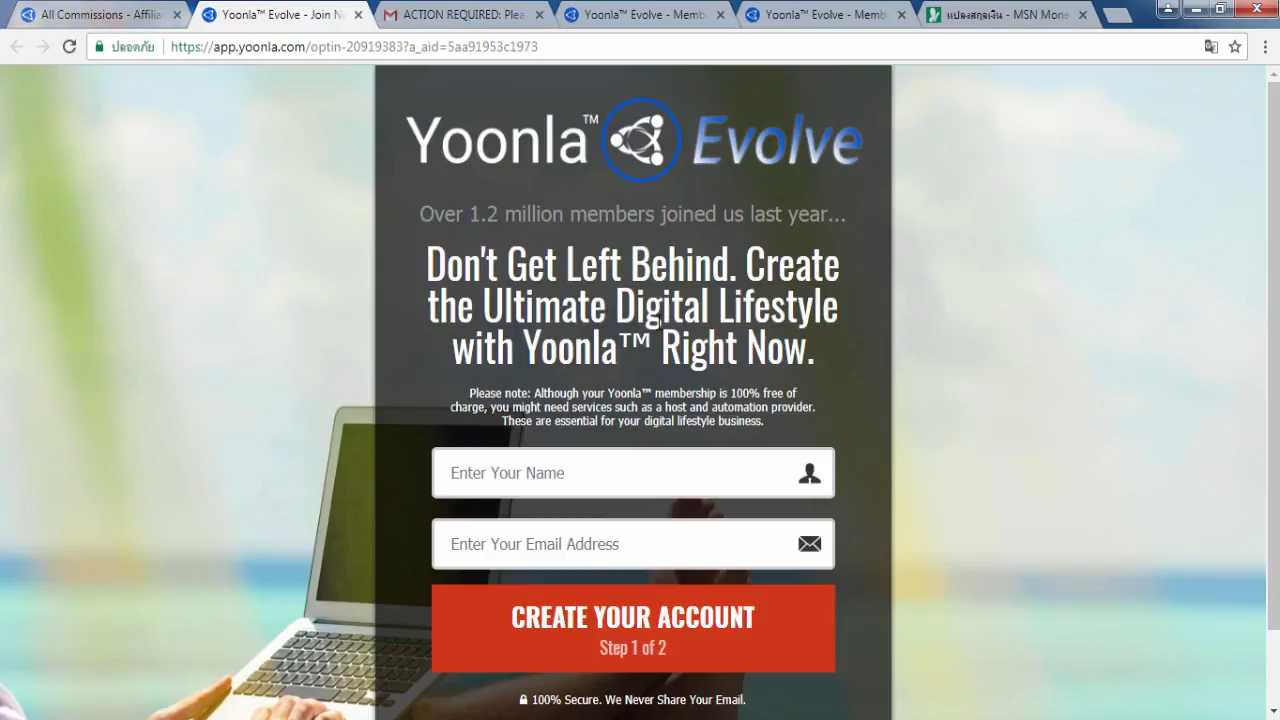 All Commissions - Affilia
Yoonla™ Evolve - Join N
ACTION REQUIRED: Plea
Yoonla™ Evolve - Memb
Yoonla™ Evolve - Memb
แปลงสกุลเงิน - MSN Mone
ปลอดภัย
https://app.yoonla.com/optin-20919383?a_aid=5aa91953c1973
Yoonla™ Evolve
Over 1.2 million members joined us last year...
Don't Get Left Behind. Create
the Ultimate Digital Lifestyle
with Yoonla™ Right Now.
Please note: Although your Yoonla™ membership is 100% free of
charge, you might need services such as a host and automation provider.
These are essential for your digital lifestyle business.
Enter Your Name
Enter Your Email Address
CREATE YOUR ACCOUNT
Step 1 of 2
100% Secure. We Never Share Your Email.